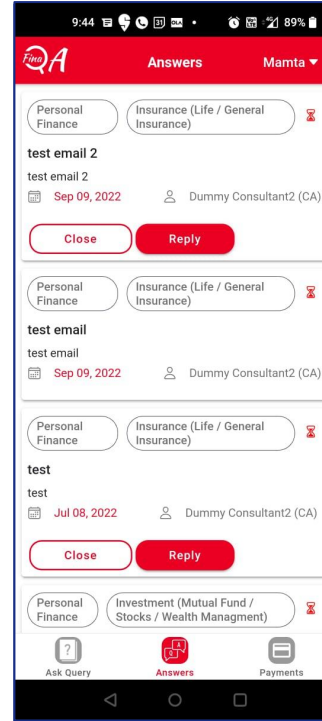 9:44 31 OLA • 4G 89%
Fina QA Answers Mamta
Personal Finance
Insurance (Life / General Insurance)
test email 2
test email 2
Sep 09, 2022 Dummy Consultant2 (CA)
Close Reply
Personal Finance
Insurance (Life / General Insurance)
test email
test email
Sep 09, 2022 Dummy Consultant2 (CA)
Personal Finance
Insurance (Life / General Insurance)
test
test
Jul 08, 2022 Dummy Consultant2 (CA)
Close Reply
Personal Finance
Investment (Mutual Fund / Stocks / Wealth Managment)
Ask Query Answers Payments